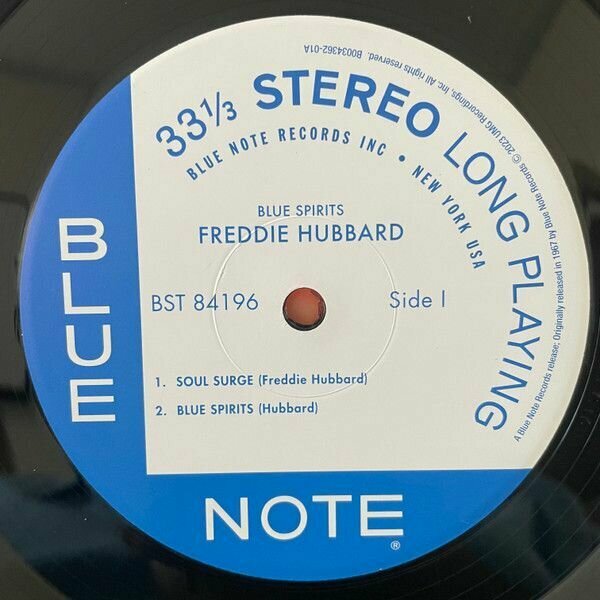 33 1/3 STEREO LONG PLAYING
BLUE NOTE RECORDS INC • NEW YORK USA
BLUE SPIRITS
FREDDIE HUBBARD
BST 84196
Side I
1. SOUL SURGE (Freddie Hubbard)
2. BLUE SPIRITS (Hubbard)
BLUE
NOTE®
A Blue Note Records release; Originally released in 1967 by Blue Note Records © 2023 UMG Recordings, Inc. All rights reserved. B0034362-01A